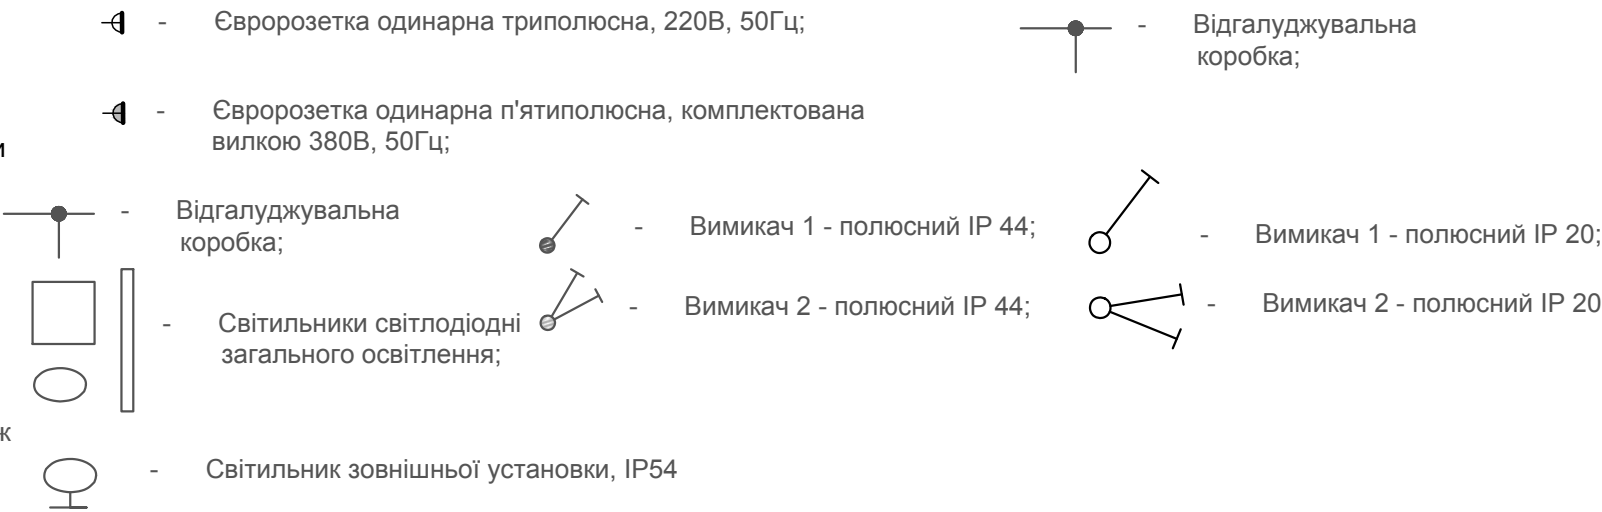 - Євророзетка одинарна триполюсна, 220В, 50Гц;
- Відгалуджувальна
коробка;
- Євророзетка одинарна п'ятиполюсна, комплектована
вилкою 380В, 50Гц;
и
- Відгалуджувальна
коробка;
- Вимикач 1 - полюсний IP 44;
- Вимикач 1 - полюсний IP 20;
- Світильники світлодіодні
загального освітлення;
- Вимикач 2 - полюсний IP 44;
- Вимикач 2 - полюсний IP 20
ж
- Світильник зовнішньої установки, IP54